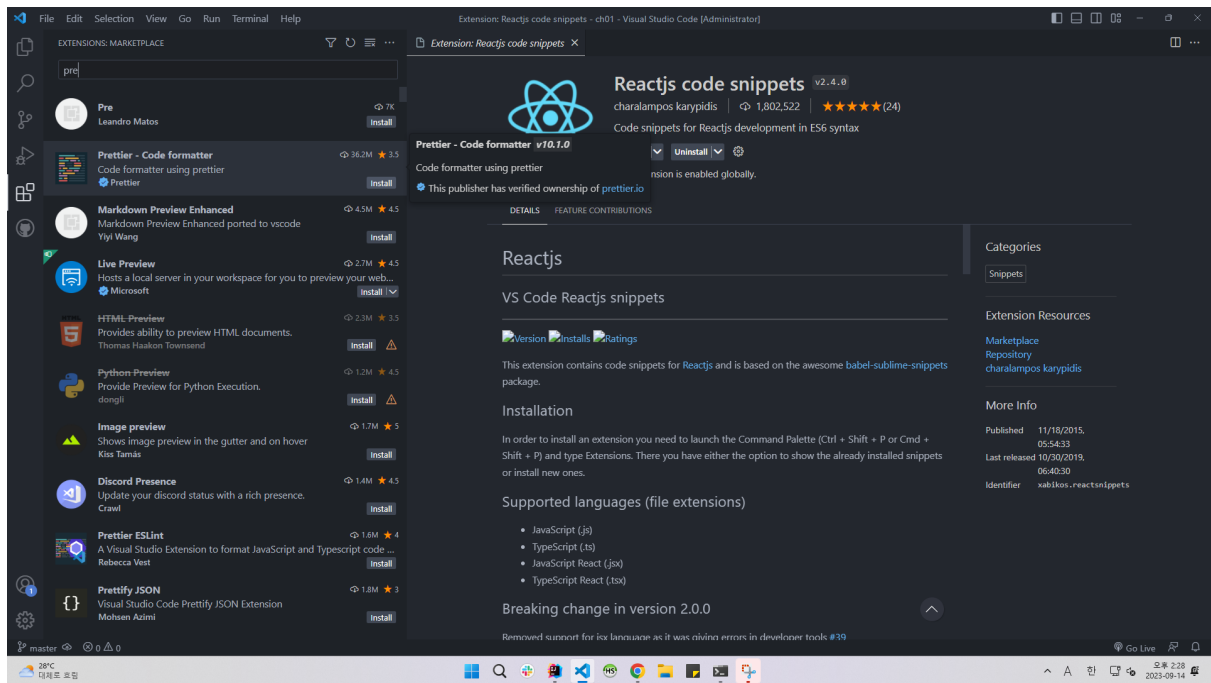 File Edit Selection View Go Run Terminal Help
Extension: Reactjs code snippets - ch01 - Visual Studio Code [Administrator]
EXTENSIONS: MARKETPLACE
pre
Pre
7K
Leandro Matos
Install
Prettier - Code formatter
36.2M 3.5
Code formatter using prettier
Prettier
Install
Markdown Preview Enhanced
4.5M 4.5
Markdown Preview Enhanced ported to vscode
Yiyi Wang
Install
Live Preview
2.7M 4.5
Hosts a local server in your workspace for you to preview your web...
Microsoft
Install
HTML Preview
2.3M 3.5
Provides ability to preview HTML documents.
Thomas Haakon Townsend
Install
Python Preview
1.2M 4.5
Provide Preview for Python Execution.
dongli
Install
Image preview
1.7M 5
Shows image preview in the gutter and on hover
Kiss Tamás
Install
Discord Presence
1.4M 4.5
Update your discord status with a rich presence.
Crawl
Install
Prettier ESLint
1.6M 4
A Visual Studio Extension to format JavaScript and Typescript code ...
Rebecca Vest
Install
Prettify JSON
1.8M 3
Visual Studio Code Prettify JSON Extension
Mohsen Azimi
Install
Extension: Reactjs code snippets
Reactjs code snippets v2.4.0
charalampos karypidis 1,802,522 ★★★★★(24)
Code snippets for Reactjs development in ES6 syntax
Uninstall
nsion is enabled globally.
Prettier - Code formatter v10.1.0
Code formatter using prettier
This publisher has verified ownership of prettier.io
DETAILS FEATURE CONTRIBUTIONS
Reactjs
VS Code Reactjs snippets
Version Installs Ratings
This extension contains code snippets for Reactjs and is based on the awesome babel-sublime-snippets
package.
Installation
In order to install an extension you need to launch the Command Palette (Ctrl + Shift + P or Cmd +
Shift + P) and type Extensions. There you have either the option to show the already installed snippets
or install new ones.
Supported languages (file extensions)
• JavaScript (.js)
• TypeScript (.ts)
• JavaScript React (.jsx)
• TypeScript React (.tsx)
Breaking change in version 2.0.0
Removed support for jsx language as it was giving errors in developer tools #39
Categories
Snippets
Extension Resources
Marketplace
Repository
charalampos karypidis
More Info
Published 11/18/2015,
05:54:33
Last released 10/30/2019,
06:40:30
Identifier xabikos.reactsnippets
1
master 0 0
Go Live
28°C
대체로 흐림
HS
A 한
오후 2:28
2023-09-14